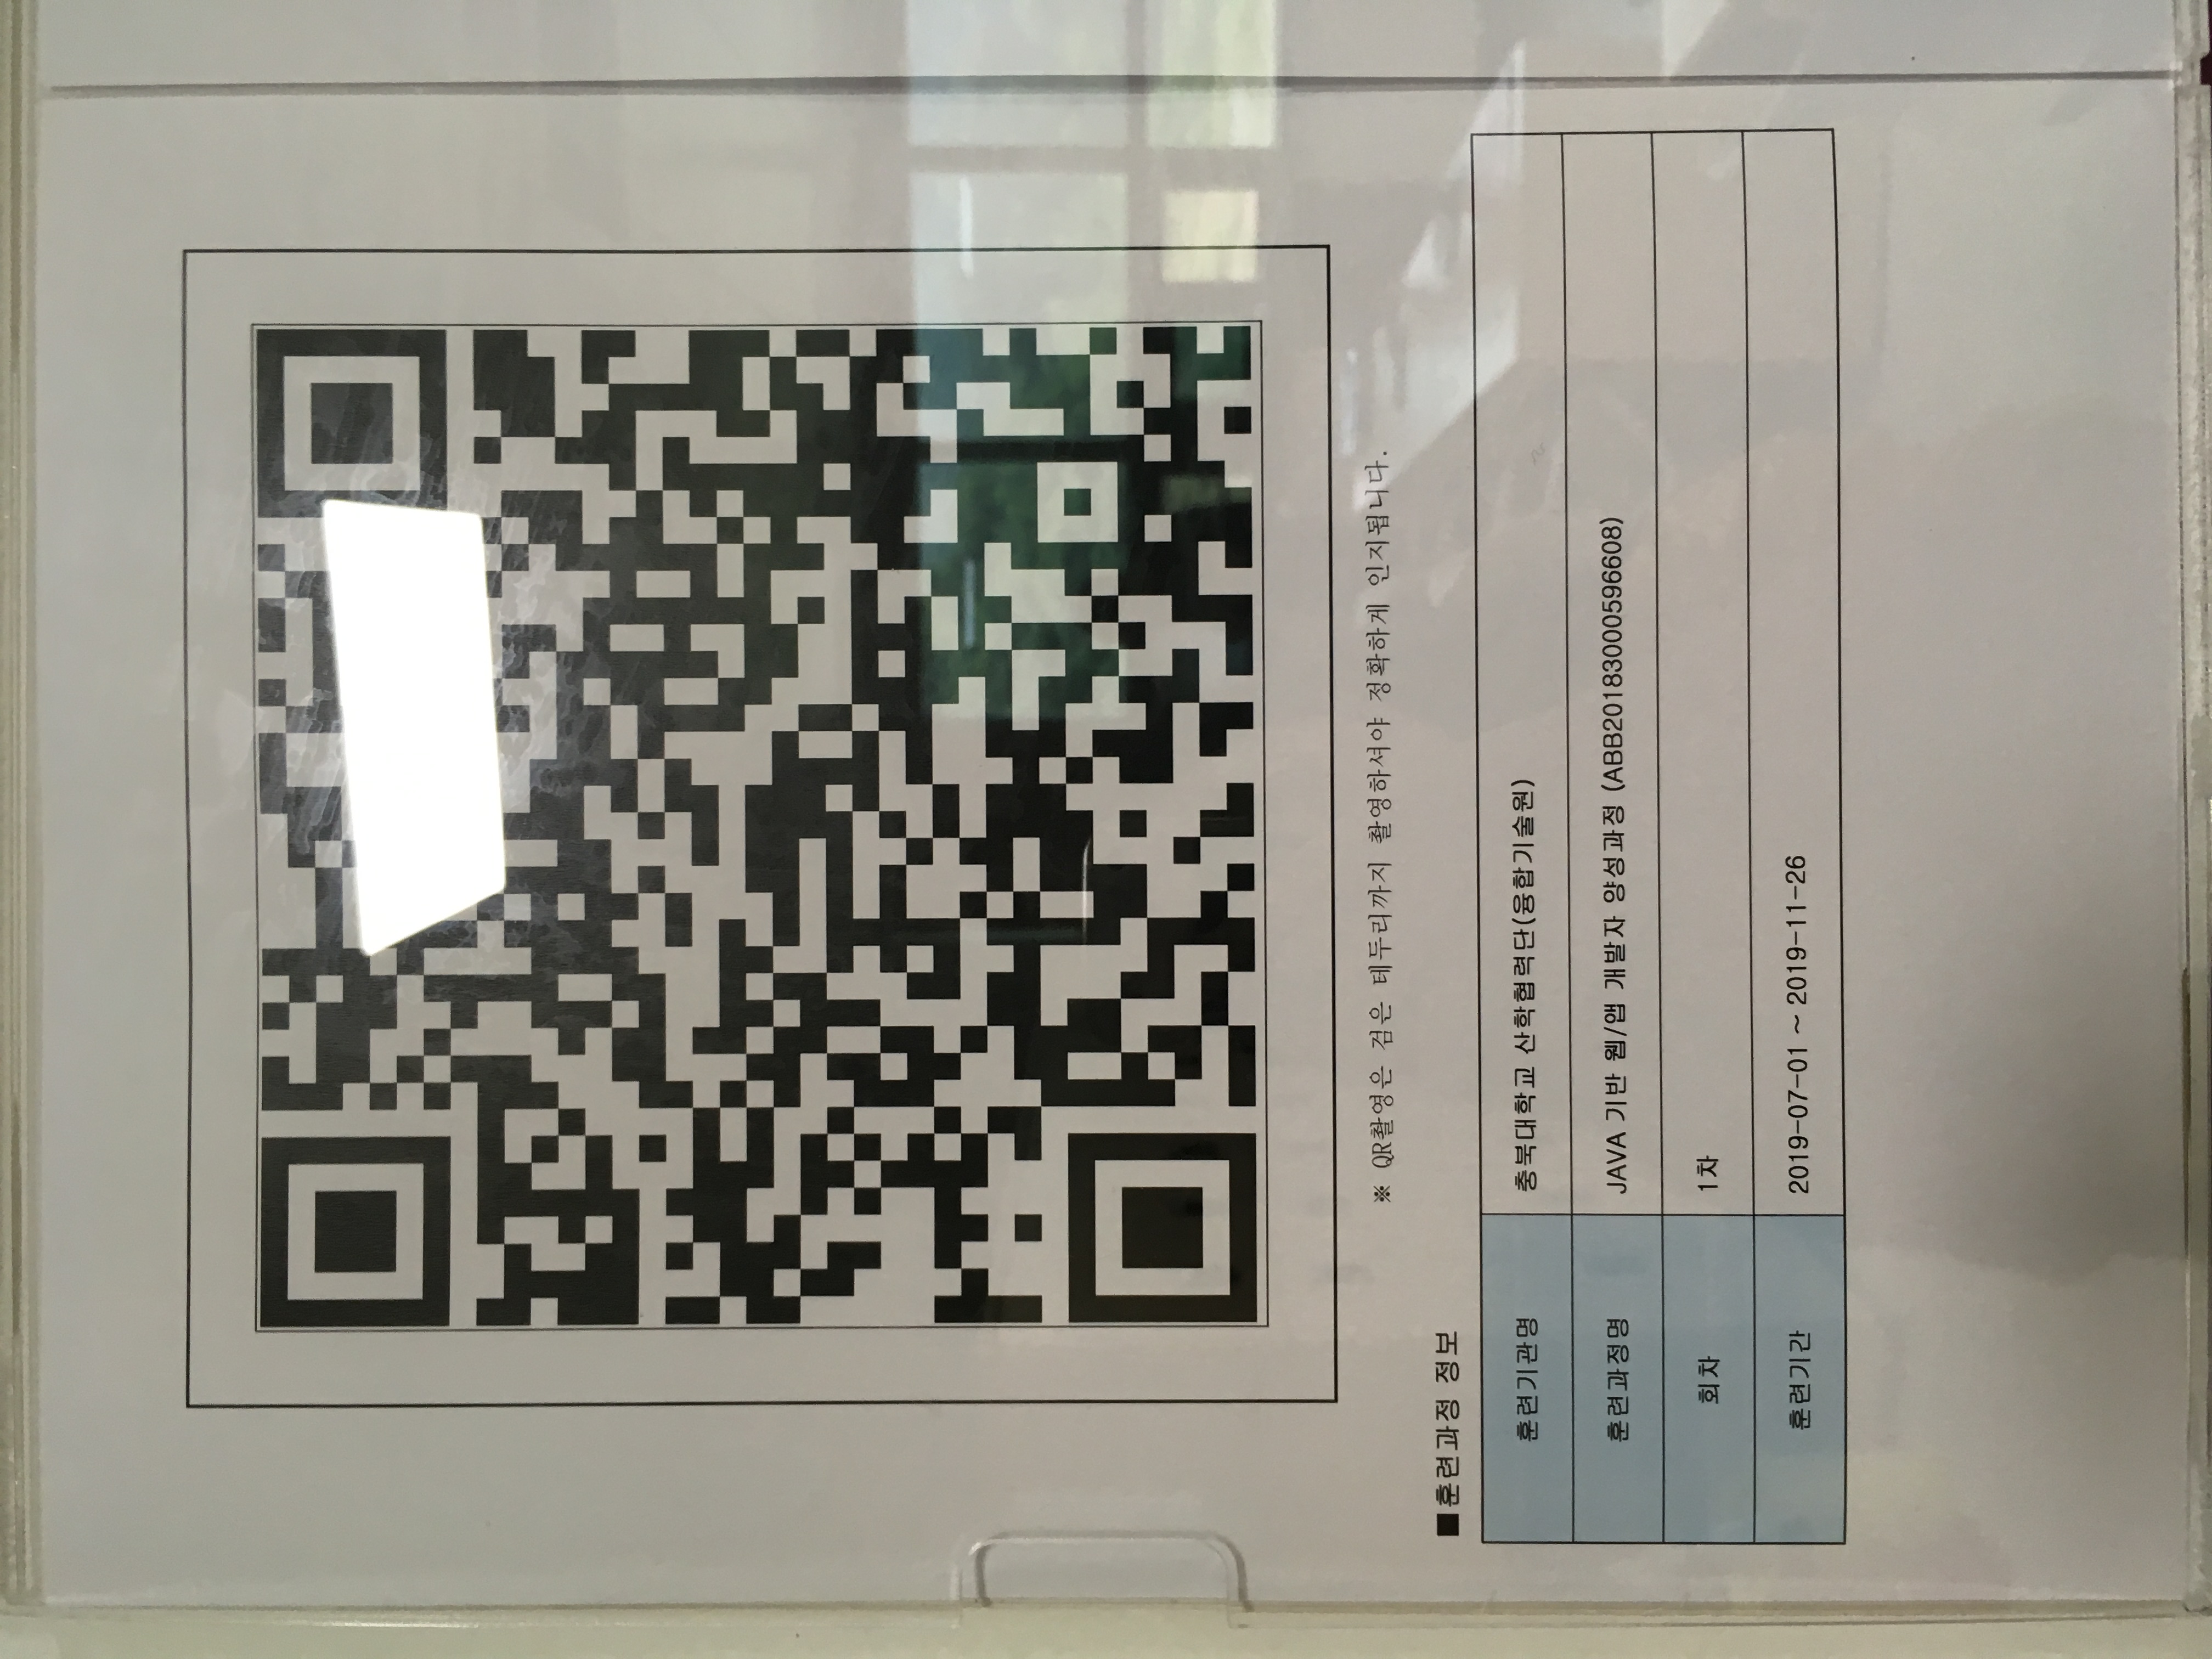 ※ QR촬영은 검은 테두리까지 촬영하셔야 정확하게 인지됩니다.
■훈련과정 정보
훈련기관명 충북대학교 산학협력단(융합기술원)
훈련과정명 JAVA 기반 웹/앱 개발자 양성과정 (ABB20183000596608)
회차 1차
훈련기간 2019-07-01 ~ 2019-11-26